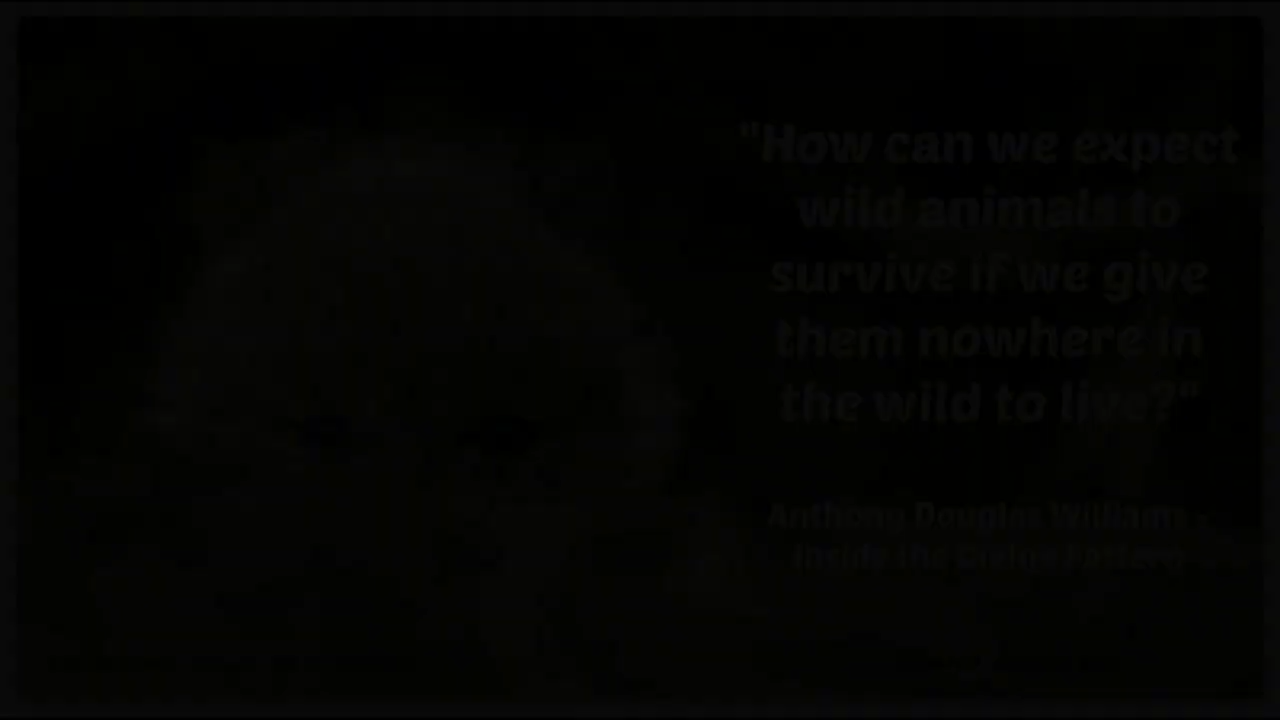 "How can we expect
wild animals to
survive if we give
them nowhere in
the wild to live?"
Anthony Douglas Williams -
Inside the Divine Pattern